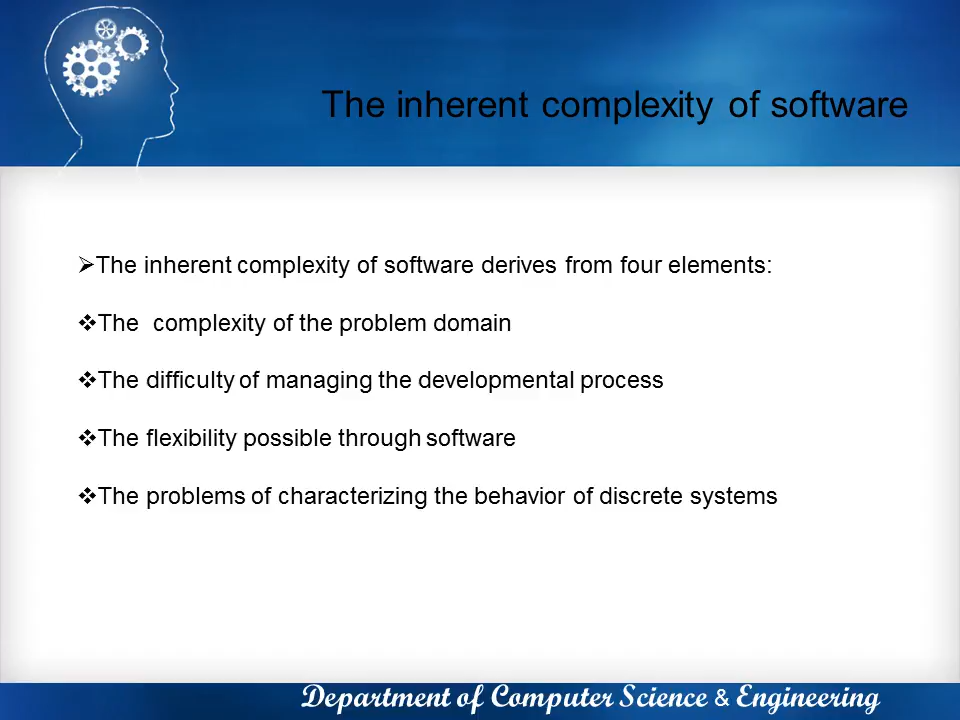 The inherent complexity of software
➢The inherent complexity of software derives from four elements:
❖The  complexity of the problem domain
❖The difficulty of managing the developmental process
❖The flexibility possible through software
❖The problems of characterizing the behavior of discrete systems
Department of Computer Science & Engineering